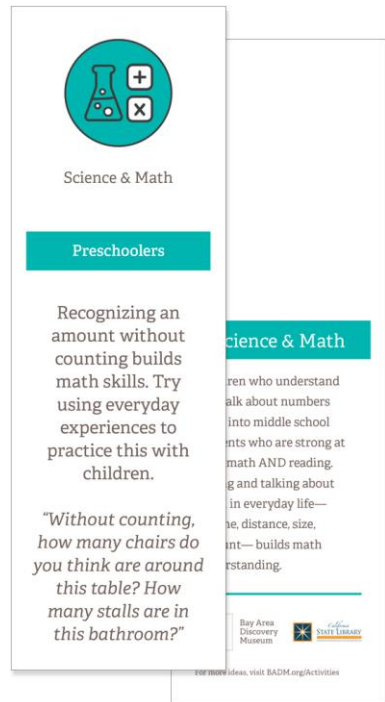 +
x
Science & Math
Preschoolers
Recognizing an
amount without
counting builds
math skills. Try
using everyday
experiences to
practice this with
children.
“Without counting,
how many chairs do
you think are around
this table? How
many stalls are in
this bathroom?”
cience & Math
ren who understand
alk about numbers
into middle school
ents who are strong at
math AND reading.
g and talking about
in everyday life—
ne, distance, size,
nt— builds math
rstanding.
Bay Area
Discovery
Museum
California
STATE LIBRARY
For more ideas, visit BADM.org/Activities